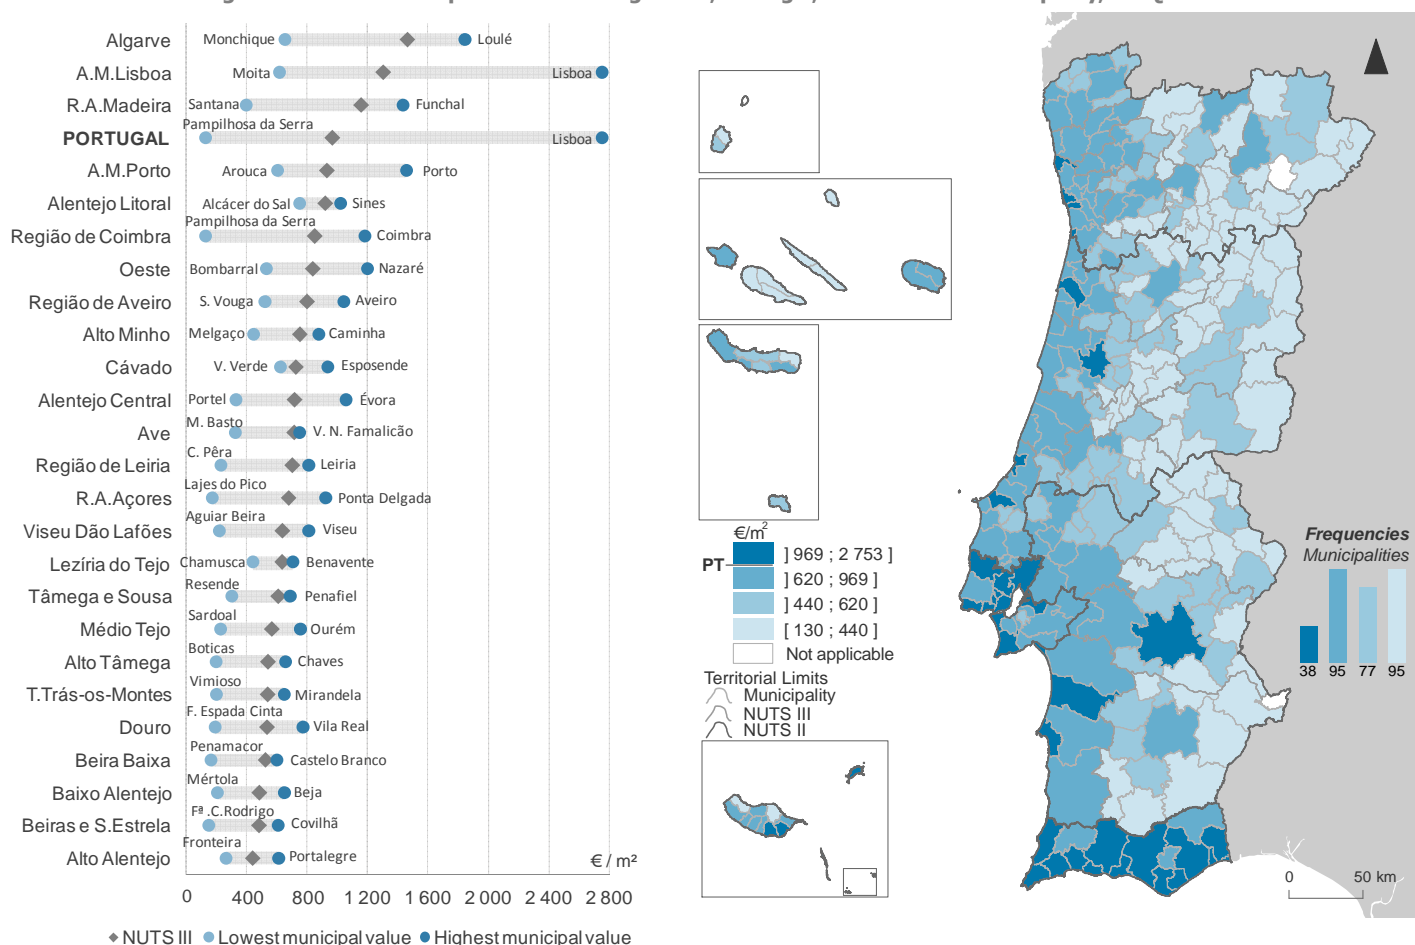 Algarve
Monchique
Loulé
A.M.Lisboa
Moita
Lisboa
R.A.Madeira
Santana
Funchal
Pampilhosa da Serra
PORTUGAL
Lisboa
A.M.Porto
Arouca
Porto
Alentejo Litoral
Alcácer do Sal
Sines
Pampilhosa da Serra
Região de Coimbra
Coimbra
Oeste
Bombarral
Nazaré
Região de Aveiro
S. Vouga
Aveiro
Alto Minho
Melgaço
Caminha
Cávado
V. Verde
Esposende
Alentejo Central
Portel
Évora
M. Basto
Ave
V. N. Famalicão
C. Pêra
Região de Leiria
Leiria
Lajes do Pico
R.A.Açores
Ponta Delgada
Aguiar Beira
Viseu Dão Lafões
Viseu
Lezíria do Tejo
Chamusca
Benavente
Resende
Tâmega e Sousa
Penafiel
Sardoal
Médio Tejo
Ourém
Boticas
Alto Tâmega
Chaves
Vimioso
T.Trás-os-Montes
Mirandela
F. Espada Cinta
Douro
Vila Real
Penamacor
Beira Baixa
Castelo Branco
Mértola
Baixo Alentejo
Beja
Fª .C.Rodrigo
Beiras e S.Estrela
Covilhã
Fronteira
Alto Alentejo
Portalegre
€ / m²
0 400 800 1 200 1 600 2 000 2 400 2 800
NUTS III Lowest municipal value Highest municipal value
€/m²
PT
] 969 ; 2 753 ]
] 620 ; 969 ]
] 440 ; 620 ]
[ 130 ; 440 ]
Not applicable
Territorial Limits
Municipality
NUTS III
NUTS II
Frequencies
Municipalities
38 95 77 95
0 50 km